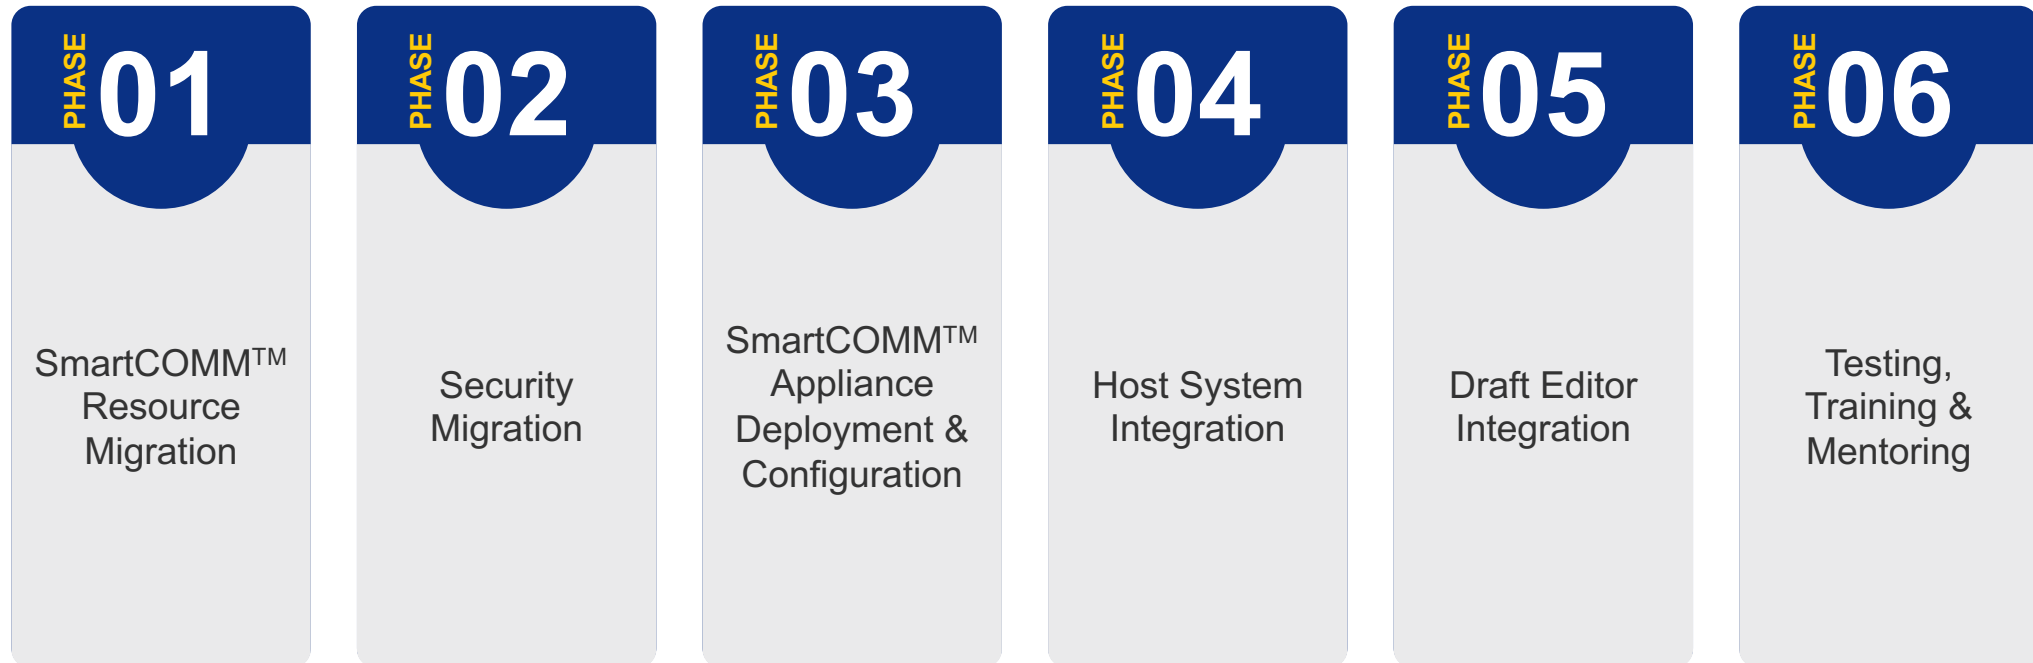 PHASE 01
SmartCOMM™
Resource
Migration
PHASE 02
Security
Migration
PHASE 03
SmartCOMM™
Appliance
Deployment &
Configuration
PHASE 04
Host System
Integration
PHASE 05
Draft Editor
Integration
PHASE 06
Testing,
Training &
Mentoring